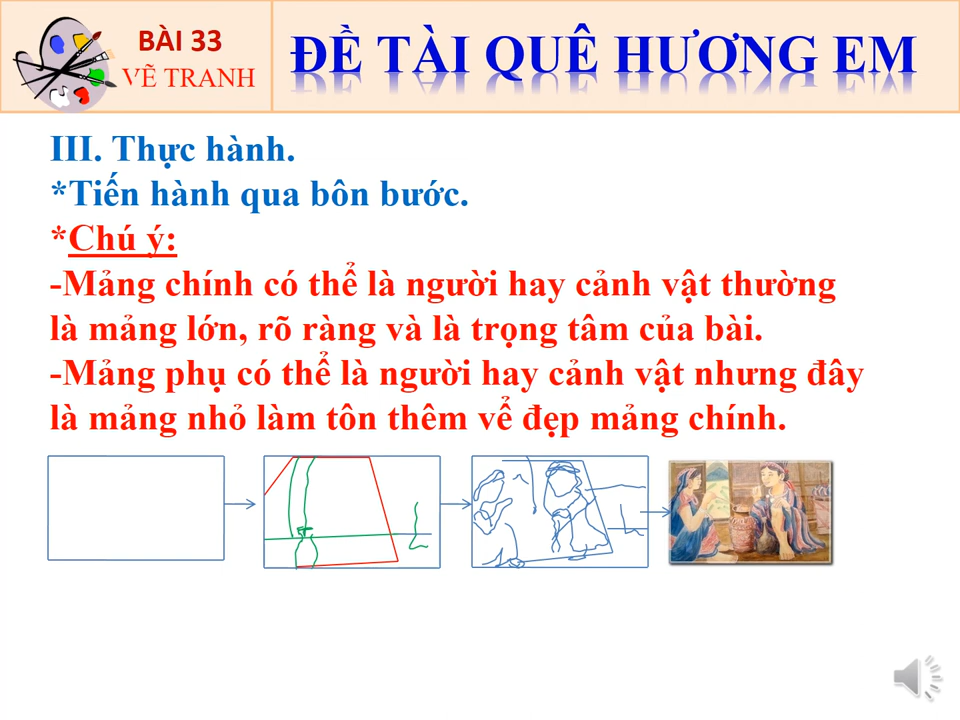 BÀI 33
VẼ TRANH
ĐỀ TÀI QUÊ HƯƠNG EM
III. Thực hành.
*Tiến hành qua bôn bước.
*Chú ý:
-Mảng chính có thể là người hay cảnh vật thường
là mảng lớn, rõ ràng và là trọng tâm của bài.
-Mảng phụ có thể là người hay cảnh vật nhưng đây
là mảng nhỏ làm tôn thêm vể đẹp mảng chính.